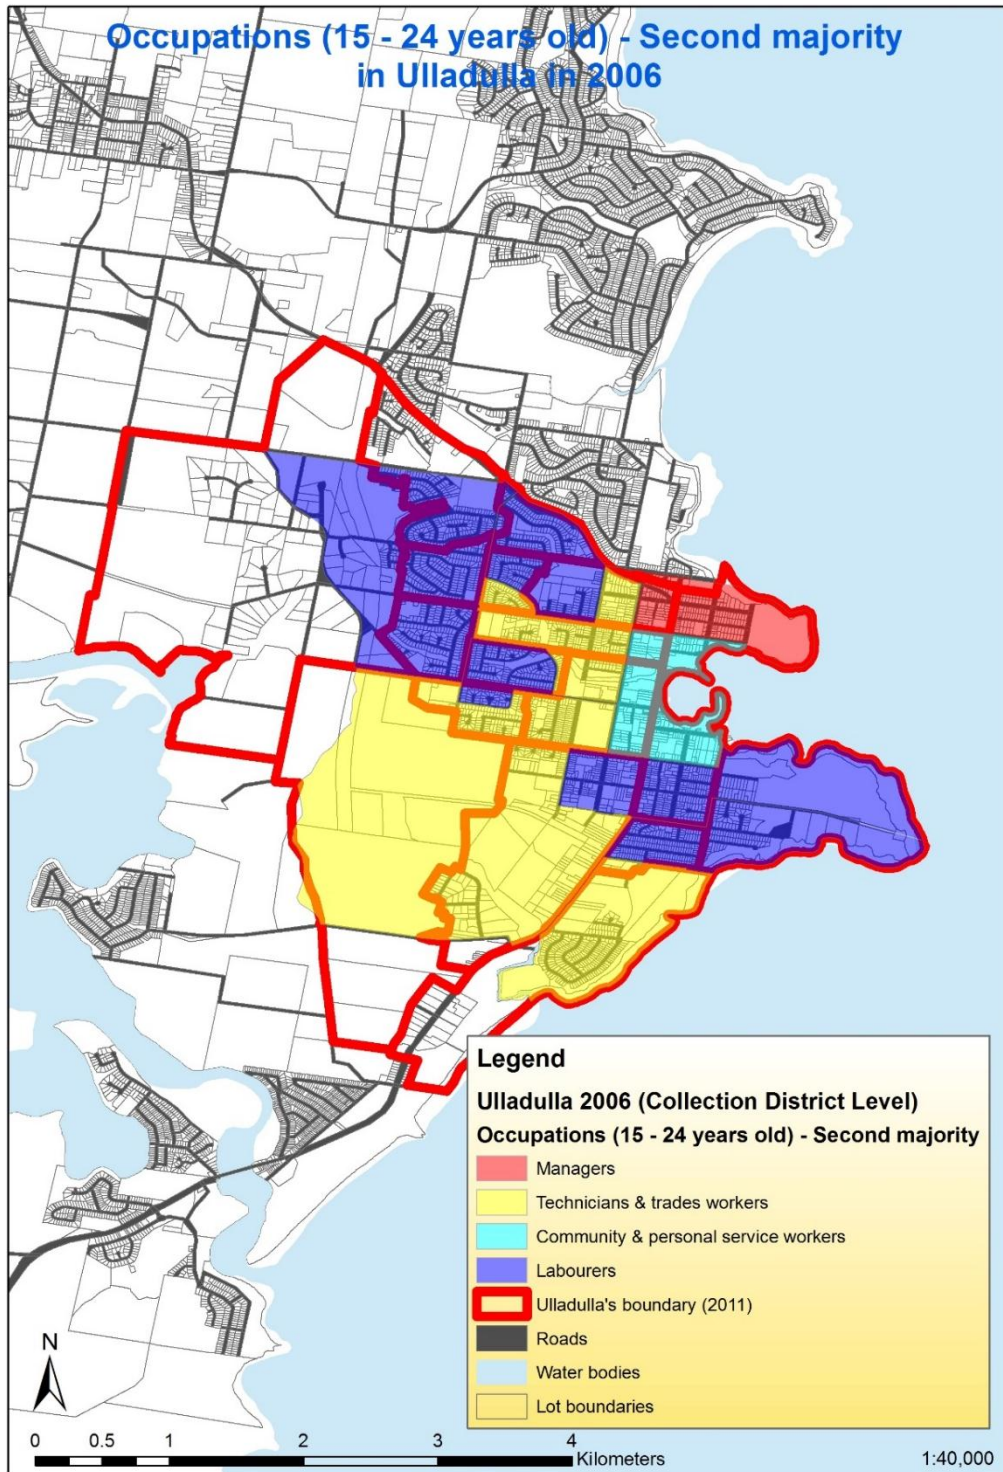 Occupations (15 - 24 years old) - Second majority
in Ulladulla in 2006
Legend
Ulladulla 2006 (Collection District Level)
Occupations (15 - 24 years old) - Second majority
Managers
Technicians & trades workers
Community & personal service workers
Labourers
Ulladulla's boundary (2011)
Roads
Water bodies
Lot boundaries
N
0 0.5 1 2 3 4
Kilometers
1:40,000